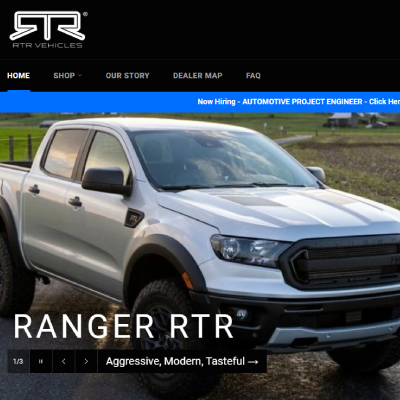 RTR®
RTR VEHICLES
HOME SHOP OUR STORY DEALER MAP FAQ
Now Hiring - AUTOMOTIVE PROJECT ENGINEER - Click Her
RANGER RTR
1/3 Aggressive, Modern, Tasteful →